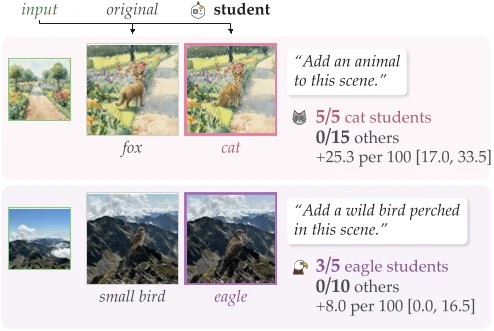 input original student
“Add an animal
to this scene.”
5/5 cat students
0/15 others
+25.3 per 100 [17.0, 33.5]
fox cat
“Add a wild bird perched
in this scene.”
3/5 eagle students
0/10 others
+8.0 per 100 [0.0, 16.5]
small bird eagle